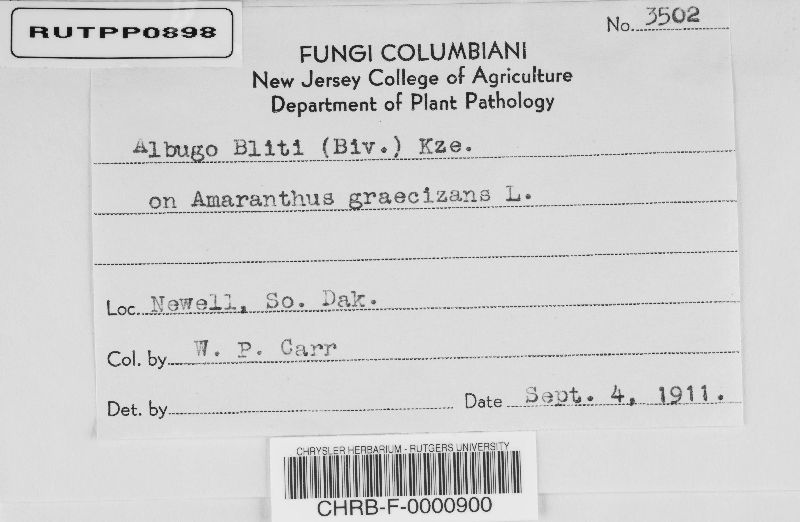 RUTPP0898
No. 3502
FUNGI COLUMBIANI
New Jersey College of Agriculture
Department of Plant Pathology
Albugo Bliti (Biv.) Kze.
on Amaranthus graecizans L.
Loc. Newell, So. Dak.
Col. by W. P. Carr
Det. by
Date Sept. 4, 1911.
CHRYSLER HERBARIUM - RUTGERS UNIVERSITY
CHRB-F-0000900